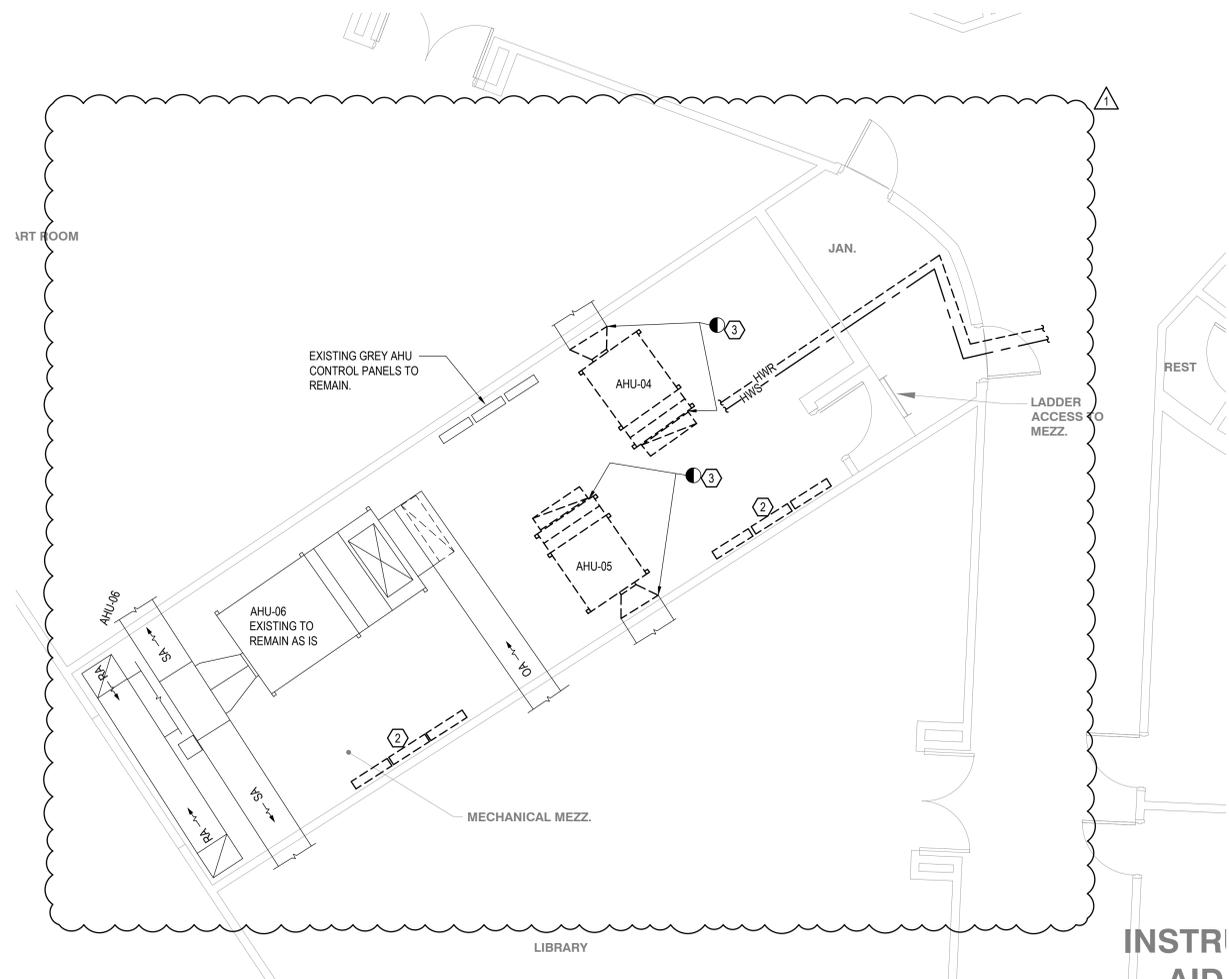 1
ART ROOM
JAN.
3
EXISTING GREY AHU
CONTROL PANELS TO
REMAIN.
AHU-04
HWR
HWS
REST
LADDER
ACCESS TO
MEZZ.
3
2
AHU-05
AHU-06
AHU-06
EXISTING TO
REMAIN AS IS
SA
RA
OA
2
SA
RA
MECHANICAL MEZZ.
LIBRARY
INSTRU
AID